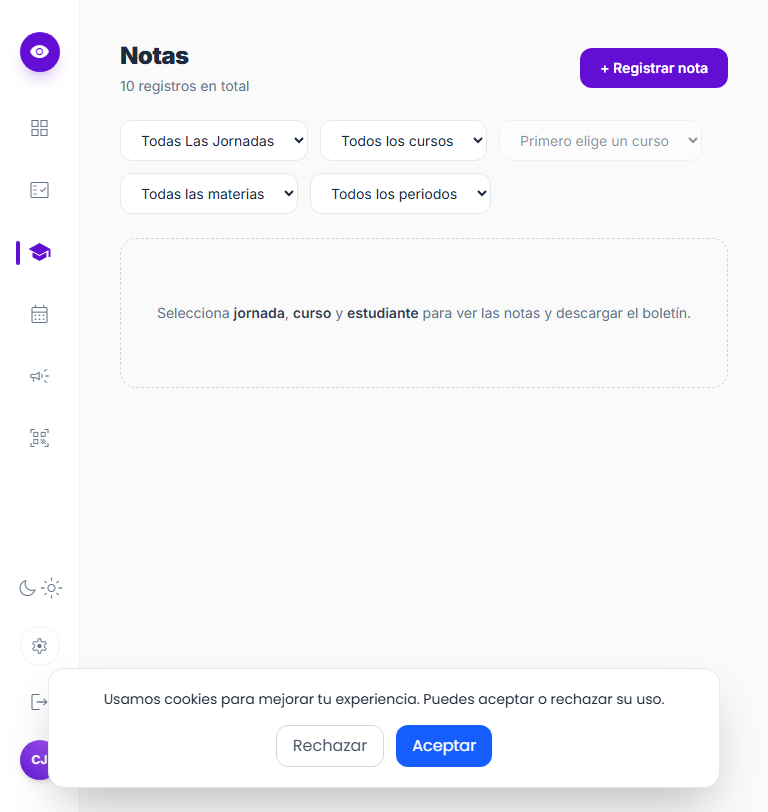 Notas
10 registros en total
+ Registrar nota
Todas Las Jornadas
Todos los cursos
Primero elige un curso
Todas las materias
Todos los periodos
Selecciona jornada, curso y estudiante para ver las notas y descargar el boletín.
Usamos cookies para mejorar tu experiencia. Puedes aceptar o rechazar su uso.
Rechazar
Aceptar
CJ